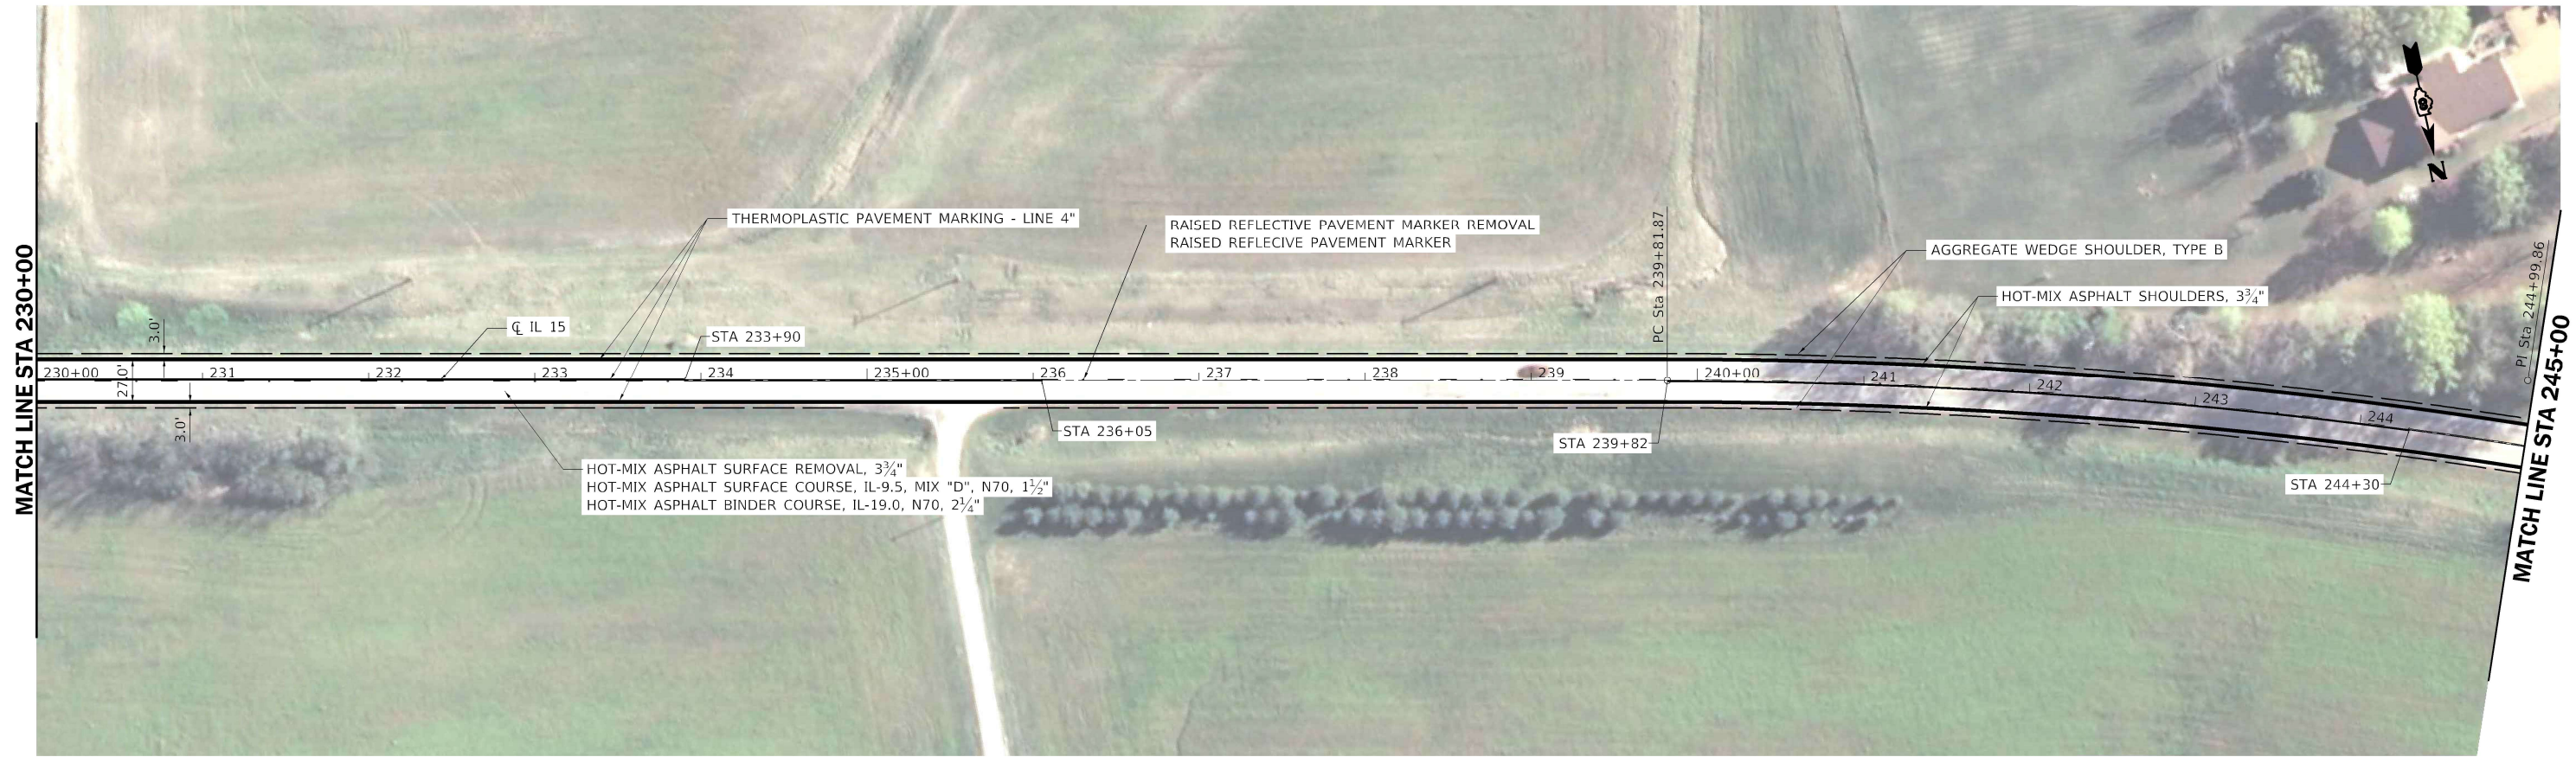 MATCH LINE STA 230+00
THERMOPLASTIC PAVEMENT MARKING - LINE 4"
RAISED REFLECTIVE PAVEMENT MARKER REMOVAL
RAISED REFLECIVE PAVEMENT MARKER
PC Sta 239+81.87
AGGREGATE WEDGE SHOULDER, TYPE B
HOT-MIX ASPHALT SHOULDERS, 3¾"
N
PI Sta 244+99.86
MATCH LINE STA 245+00
3.0'
℄ IL 15
STA 233+90
230+00
231
232
233
234
235+00
236
237
238
239
240+00
241
242
243
244
27.0'
3.0'
STA 236+05
STA 239+82
STA 244+30
HOT-MIX ASPHALT SURFACE REMOVAL, 3¾"
HOT-MIX ASPHALT SURFACE COURSE, IL-9.5, MIX "D", N70, 1½"
HOT-MIX ASPHALT BINDER COURSE, IL-19.0, N70, 2¼"